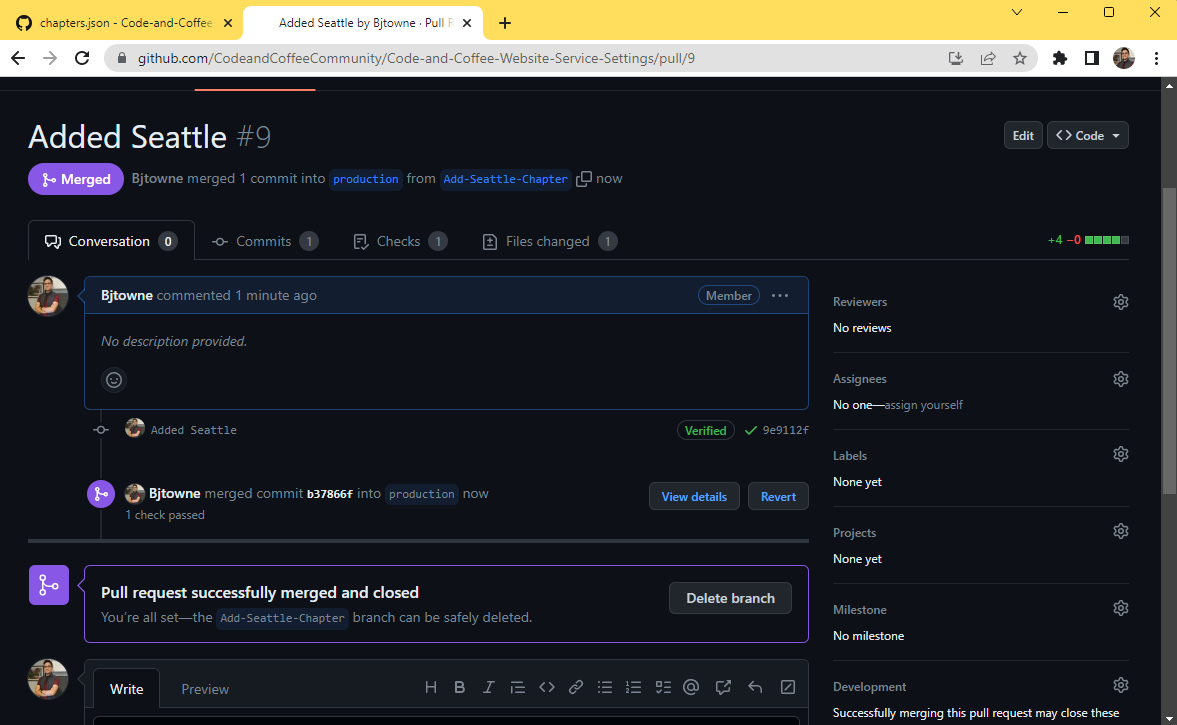 chapters.json - Code-and-Coffee
Added Seattle by Bjtowne · Pull R
github.com/CodeandCoffeeCommunity/Code-and-Coffee-Website-Service-Settings/pull/9
Added Seattle #9
Edit
Code
Merged
Bjtowne merged 1 commit into production from Add-Seattle-Chapter now
Conversation 0
Commits 1
Checks 1
Files changed 1
+4 −0
Bjtowne commented 1 minute ago
Member
No description provided.
Added Seattle
Verified
9e9112f
Bjtowne merged commit b37866f into production now
1 check passed
View details
Revert
Pull request successfully merged and closed
You're all set—the Add-Seattle-Chapter branch can be safely deleted.
Delete branch
Write
Preview
Reviewers
No reviews
Assignees
No one—assign yourself
Labels
None yet
Projects
None yet
Milestone
No milestone
Development
Successfully merging this pull request may close these